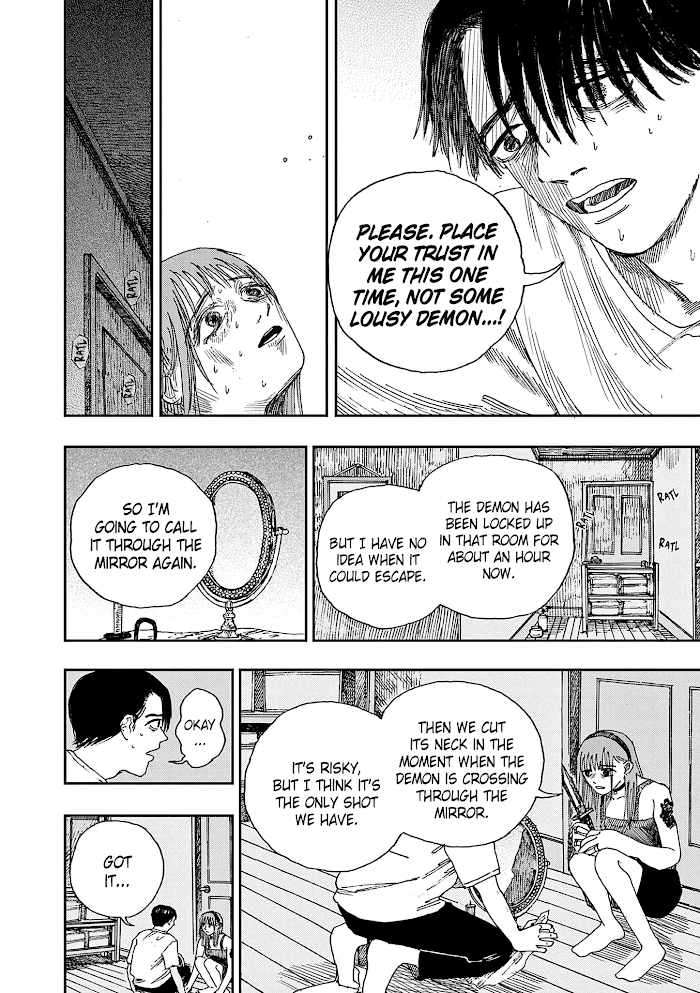 PLEASE. PLACE
YOUR TRUST IN
ME THIS ONE
TIME, NOT SOME
LOUSY DEMON...!
RATL
RATL
RATL
THE DEMON HAS
BEEN LOCKED UP
IN THAT ROOM FOR
ABOUT AN HOUR
NOW.
RATL
RATL
RATL
BUT I HAVE NO
IDEA WHEN IT
COULD ESCAPE.
SO I'M
GOING TO CALL
IT THROUGH THE
MIRROR AGAIN.
THEN WE CUT
ITS NECK IN THE
MOMENT WHEN THE
DEMON IS CROSSING
THROUGH THE
MIRROR.
IT'S RISKY,
BUT I THINK IT'S
THE ONLY SHOT
WE HAVE.
OKAY
...
GOT
IT...